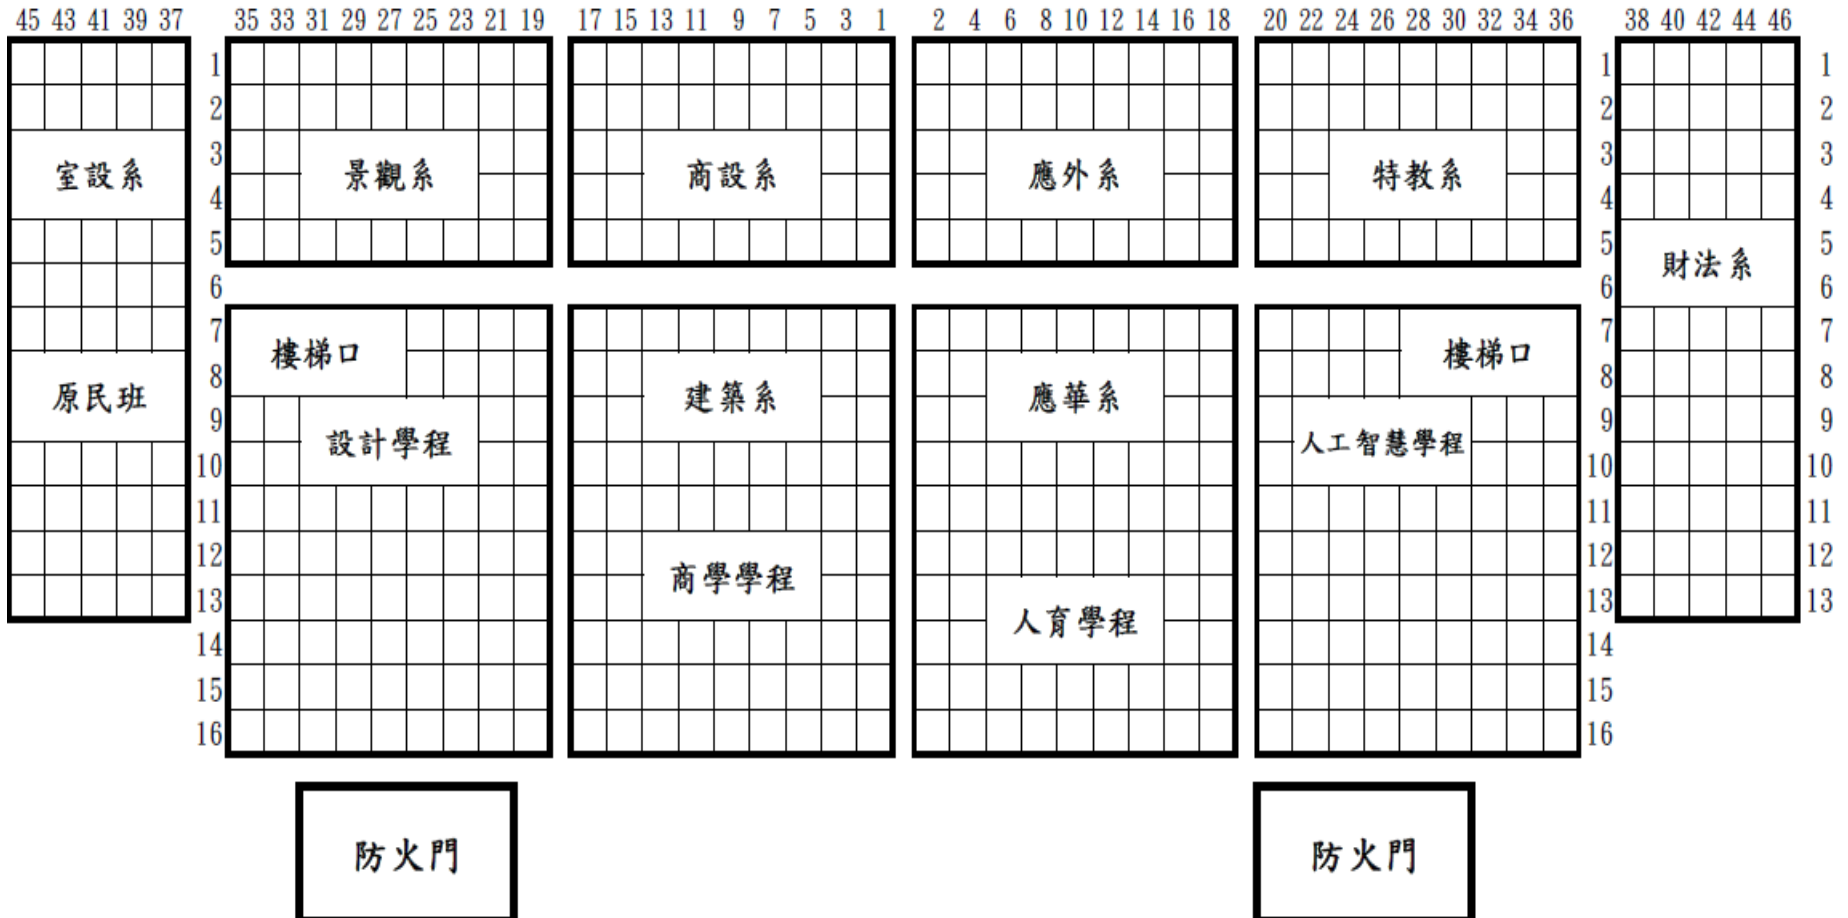 45 43 41 39 37 35 33 31 29 27 25 23 21 19 17 15 13 11 9 7 5 3 1 2 4 6 8 10 12 14 16 18 20 22 24 26 28 30 32 34 36 38 40 42 44 46
1 1 1
2 2 2
3 3 3
室設系 景觀系 商設系 應外系 特教系
4 4 4
5 5 5
財法系
6 6 6
7 7 7
樓梯口 樓梯口
8 8 8
原民班 建築系 應華系
9 9 9
設計學程 人工智慧學程
10 10 10
11 11 11
12 12 12
商學學程
13 13 13
人育學程
14 14
15 15
16 16
防火門 防火門